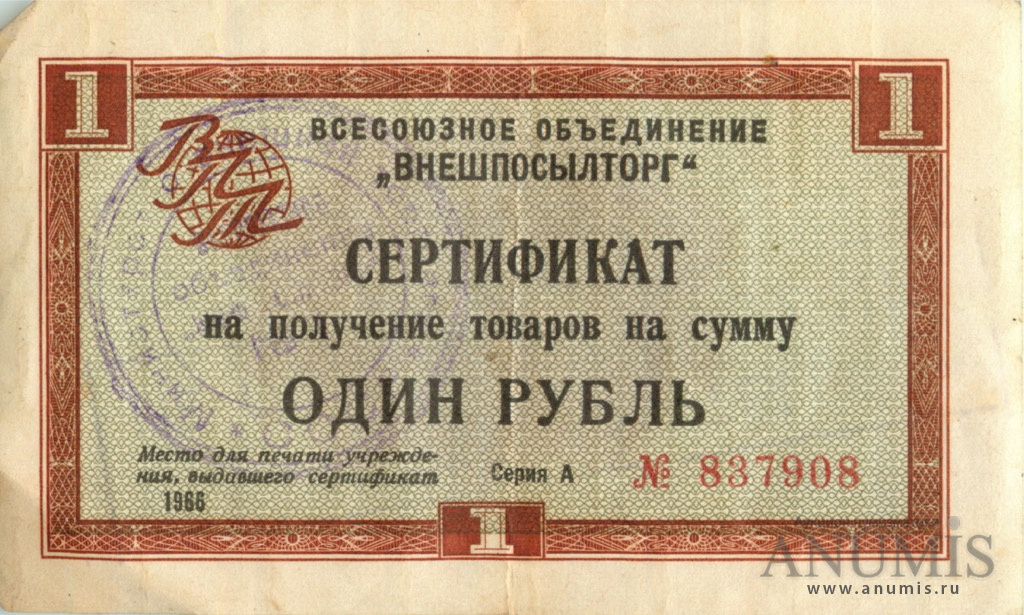 1 1
ВПТ
ВСЕСОЮЗНОЕ ОБЪЕДИНЕНИЕ
„ВНЕШПОСЫЛТОРГ“
СЕРТИФИКАТ
на получение товаров на сумму
ОДИН РУБЛЬ
Место для печати учрежде-
ния, выдавшего сертификат
Серия А № 837908
1966
1
ANUMIS
www.anumis.ru